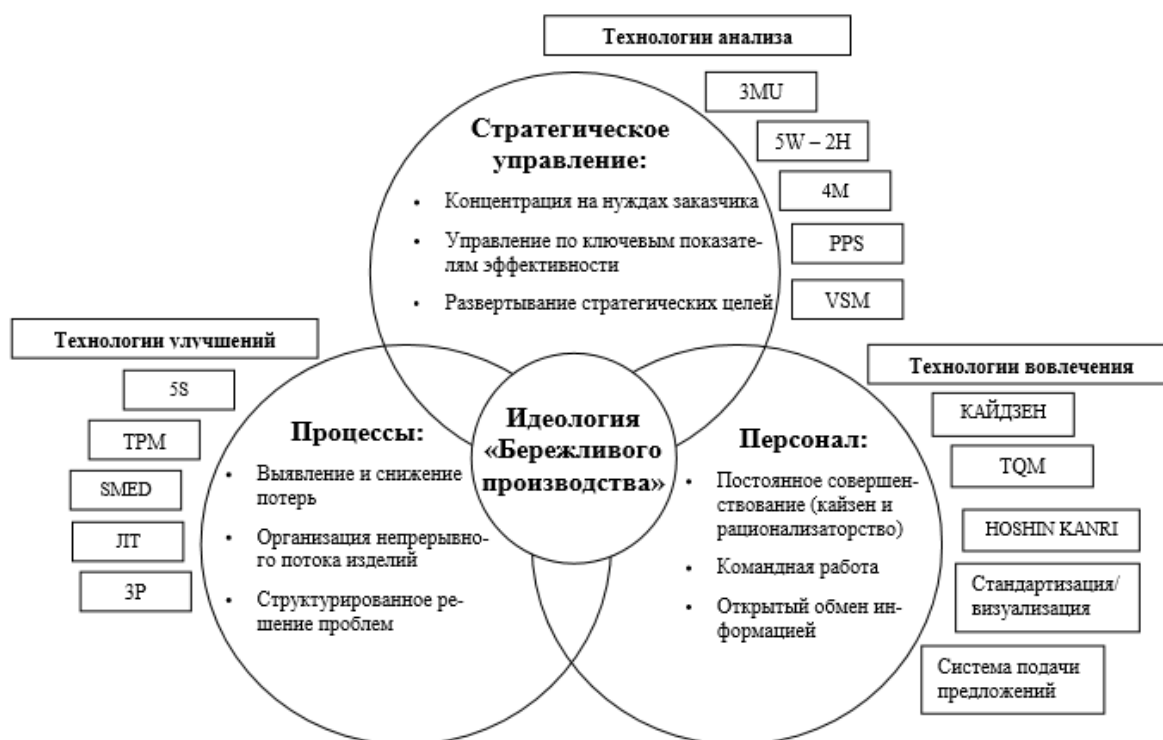 Технологии анализа
3MU
5W – 2H
4M
PPS
VSM
Стратегическое
управление:
• Концентрация на нуждах заказчика
• Управление по ключевым показате-
лям эффективности
• Развертывание стратегических целей
Технологии улучшений
5S
TPM
SMED
ЛТ
3P
Процессы:
• Выявление и снижение
потерь
• Организация непрерывно-
го потока изделий
• Структурированное ре-
шение проблем
Идеология
«Бережливого
производства»
Персонал:
• Постоянное совершен-
ствование (кайзен и
рационализаторство)
• Командная работа
• Открытый обмен ин-
формацией
Технологии вовлечения
КАЙДЗЕН
TQM
HOSHIN KANRI
Стандартизация/
визуализация
Система подачи
предложений